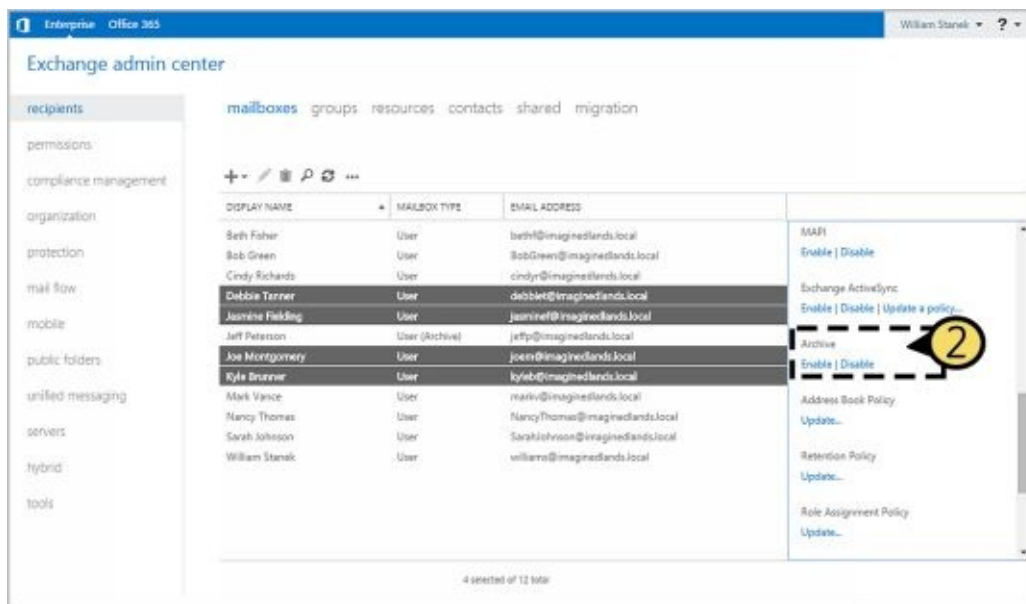 Enterprise Office 365
William Stanek ?
Exchange admin center
recipients
permissions
compliance management
organization
protection
mail flow
mobile
public folders
unified messaging
servers
hybrid
tools
mailboxes groups resources contacts shared migration
DISPLAY NAME MAILBOX TYPE EMAIL ADDRESS
Beth Fisher User bethf@imaginedlands.local
Bob Green User BobGreen@imaginedlands.local
Cindy Richards User cindyr@imaginedlands.local
Debbie Tanner User debbiet@imaginedlands.local
Jasmine Fielding User jasminef@imaginedlands.local
Jeff Peterson User (Archive) jeffp@imaginedlands.local
Joe Montgomery User joem@imaginedlands.local
Kyle Brunner User kyleb@imaginedlands.local
Mark Vance User markv@imaginedlands.local
Nancy Thomas User NancyThomas@imaginedlands.local
Sarah Johnson User SarahJohnson@imaginedlands.local
William Stanek User williams@imaginedlands.local
MAPI
Enable | Disable
Exchange ActiveSync
Enable | Disable | Update a policy...
Archive
Enable | Disable
2
Address Book Policy
Update...
Retention Policy
Update...
Role Assignment Policy
Update...
4 selected of 12 total